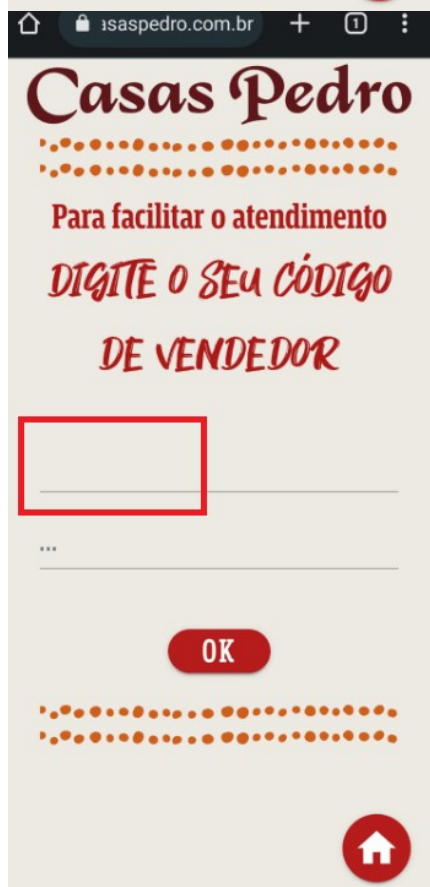 asaspedro.com.br
1
Casas Pedro
Para facilitar o atendimento
DIGITE O SEU CÓDIGO
DE VENDEDOR
...
OK